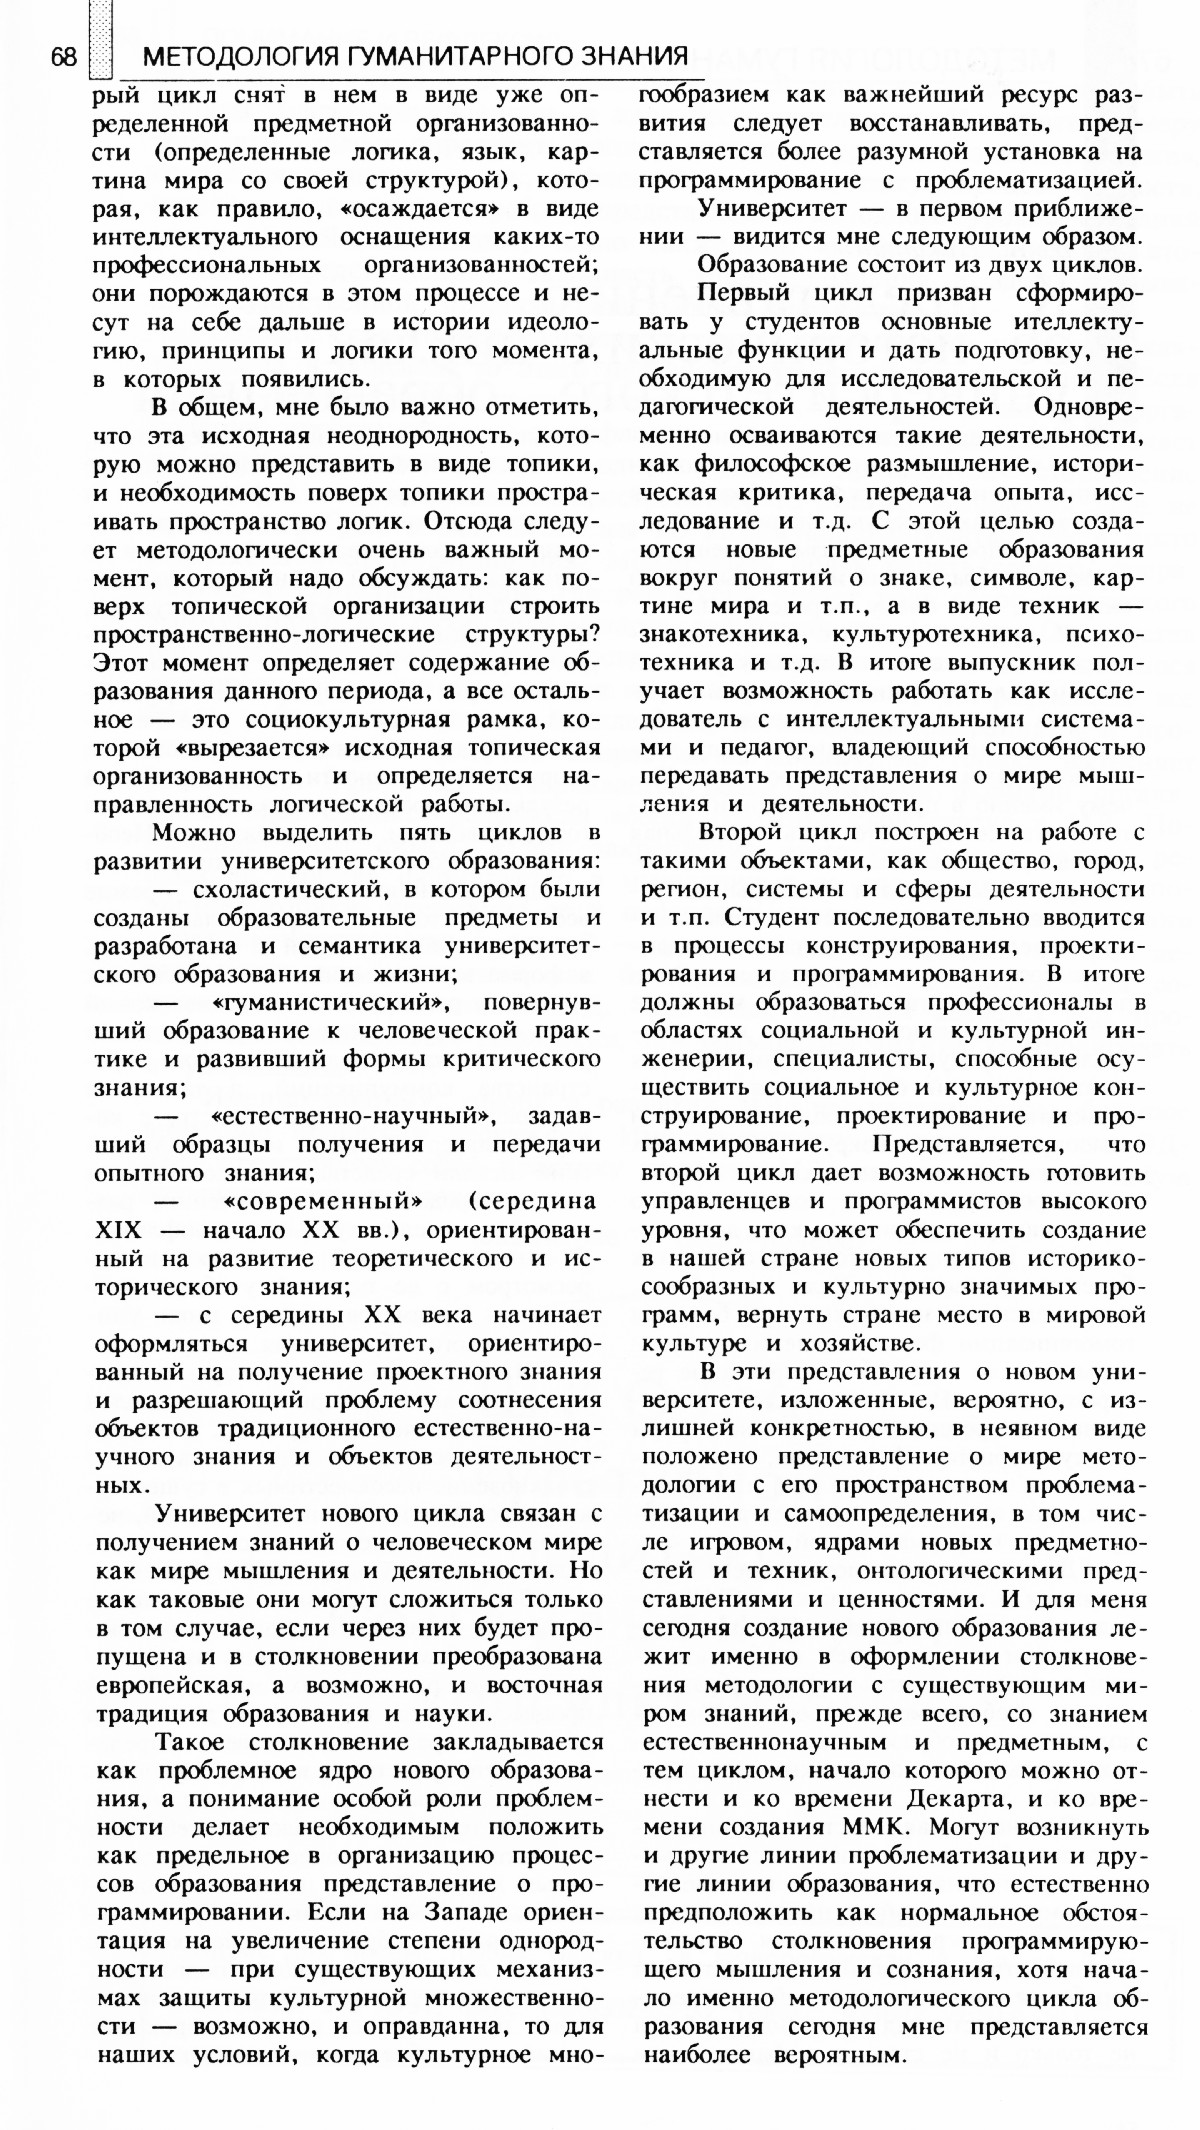 68
МЕТОДОЛОГИЯ ГУМАНИТАРНОГО ЗНАНИЯ
рый цикл снят в нем в виде уже оп-
ределенной предметной организованно-
сти (определенные логика, язык, кар-
тина мира со своей структурой), кото-
рая, как правило, «осаждается» в виде
интеллектуального оснащения каких-то
профессиональных организованностей;
они порождаются в этом процессе и не-
сут на себе дальше в истории идеоло-
гию, принципы и логики того момента,
в которых появились.
В общем, мне было важно отметить,
что эта исходная неоднородность, кото-
рую можно представить в виде топики,
и необходимость поверх топики простра-
ивать пространство логик. Отсюда следу-
ет методологически очень важный мо-
мент, который надо обсуждать: как по-
верх топической организации строить
пространственно-логические структуры?
Этот момент определяет содержание об-
разования данного периода, а все осталь-
ное — это социокультурная рамка, ко-
торой «вырезается» исходная топическая
организованность и определяется на-
правленность логической работы.
Можно выделить пять циклов в
развитии университетского образования:
— схоластический, в котором были
созданы образовательные предметы и
разработана и семантика университет-
ского образования и жизни;
— «гуманистический», повернув-
ший образование к человеческой прак-
тике и развивший формы критического
знания;
— «естественно-научный», задав-
ший образцы получения и передачи
опытного знания;
— «современный» (середина
XIX — начало XX вв.), ориентирован-
ный на развитие теоретического и ис-
торического знания;
— с середины XX века начинает
оформляться университет, ориентиро-
ванный на получение проектного знания
и разрешающий проблему соотнесения
объектов традиционного естественно-на-
учного знания и объектов деятельност-
ных.
Университет нового цикла связан с
получением знаний о человеческом мире
как мире мышления и деятельности. Но
как таковые они могут сложиться только
в том случае, если через них будет про-
пущена и в столкновении преобразована
европейская, а возможно, и восточная
традиция образования и науки.
Такое столкновение закладывается
как проблемное ядро нового образова-
ния, а понимание особой роли проблем-
ности делает необходимым положить
как предельное в организацию процес-
сов образования представление о про-
граммировании. Если на Западе ориен-
тация на увеличение степени однород-
ности — при существующих механиз-
мах защиты культурной множественно-
сти — возможно, и оправданна, то для
наших условий, когда культурное мно-
гообразием как важнейший ресурс раз-
вития следует восстанавливать, пред-
ставляется более разумной установка на
программирование с проблематизацией.
Университет — в первом приближе-
нии — видится мне следующим образом.
Образование состоит из двух циклов.
Первый цикл призван сформиро-
вать у студентов основные ителлекту-
альные функции и дать подготовку, не-
обходимую для исследовательской и пе-
дагогической деятельностей. Одновре-
менно осваиваются такие деятельности,
как философское размышление, истори-
ческая критика, передача опыта, исс-
ледование и т.д. С этой целью созда-
ются новые предметные образования
вокруг понятий о знаке, символе, кар-
тине мира и т.п., а в виде техник —
знакотехника, культуротехника, психо-
техника и т.д. В итоге выпускник пол-
учает возможность работать как иссле-
дователь с интеллектуальными система-
ми и педагог, владеющий способностью
передавать представления о мире мыш-
ления и деятельности.
Второй цикл построен на работе с
такими объектами, как общество, город,
регион, системы и сферы деятельности
и т.п. Студент последовательно вводится
в процессы конструирования, проекти-
рования и программирования. В итоге
должны образоваться профессионалы в
областях социальной и культурной ин-
женерии, специалисты, способные осу-
ществить социальное и культурное кон-
струирование, проектирование и про-
граммирование. Представляется, что
второй цикл дает возможность готовить
управленцев и программистов высокого
уровня, что может обеспечить создание
в нашей стране новых типов историко-
сообразных и культурно значимых про-
грамм, вернуть стране место в мировой
культуре и хозяйстве.
В эти представления о новом уни-
верситете, изложенные, вероятно, с из-
лишней конкретностью, в неявном виде
положено представление о мире мето-
дологии с его пространством проблема-
тизации и самоопределения, в том чис-
ле игровом, ядрами новых предметно-
стей и техник, онтологическими пред-
ставлениями и ценностями. И для меня
сегодня создание нового образования ле-
жит именно в оформлении столкнове-
ния методологии с существующим ми-
ром знаний, прежде всего, со знанием
естественнонаучным и предметным, с
тем циклом, начало которого можно от-
нести и ко времени Декарта, и ко вре-
мени создания ММК. Могут возникнуть
и другие линии проблематизации и дру-
гие линии образования, что естественно
предположить как нормальное обстоя-
тельство столкновения программирую-
щего мышления и сознания, хотя нача-
ло именно методологического цикла об-
разования сегодня мне представляется
наиболее вероятным.